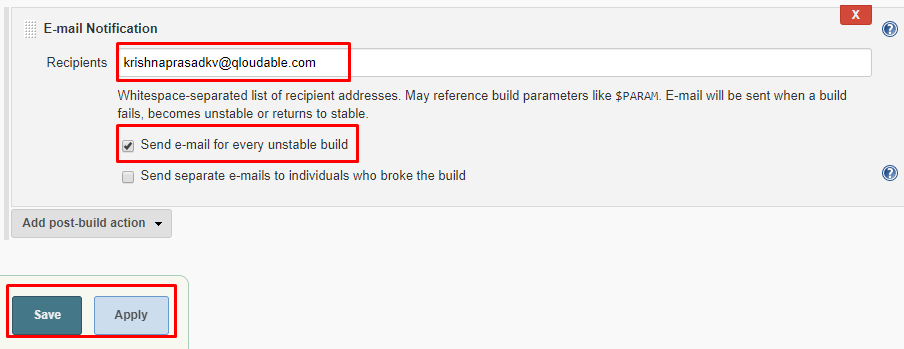 X
E-mail Notification
?
Recipients krishnaprasadkv@qloudable.com
Whitespace-separated list of recipient addresses. May reference build parameters like $PARAM. E-mail will be sent when a build
fails, becomes unstable or returns to stable.
Send e-mail for every unstable build
Send separate e-mails to individuals who broke the build
?
Add post-build action
Save Apply